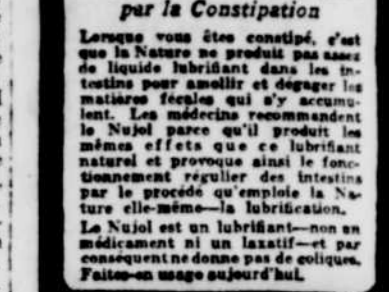 par la Constipation
Lorsque vous êtes constipé, c'est
que la Nature ne produit pas assez
de liquide lubrifiant dans les in-
testins pour amollir et dégager les
matières fécales qui s'y accumu-
lent. Les médecins recommandent
le Nujol parce qu'il produit les
mêmes effets que ce lubrifiant
naturel et provoque ainsi le fonc-
tionnement régulier des intestins
par le procédé qu'emploie la Na-
ture elle-même—la lubrification.
Le Nujol est un lubrifiant—non un
médicament ni un laxatif—et par
conséquent ne donne pas de coliques.
Faites-en usage aujourd'hui.